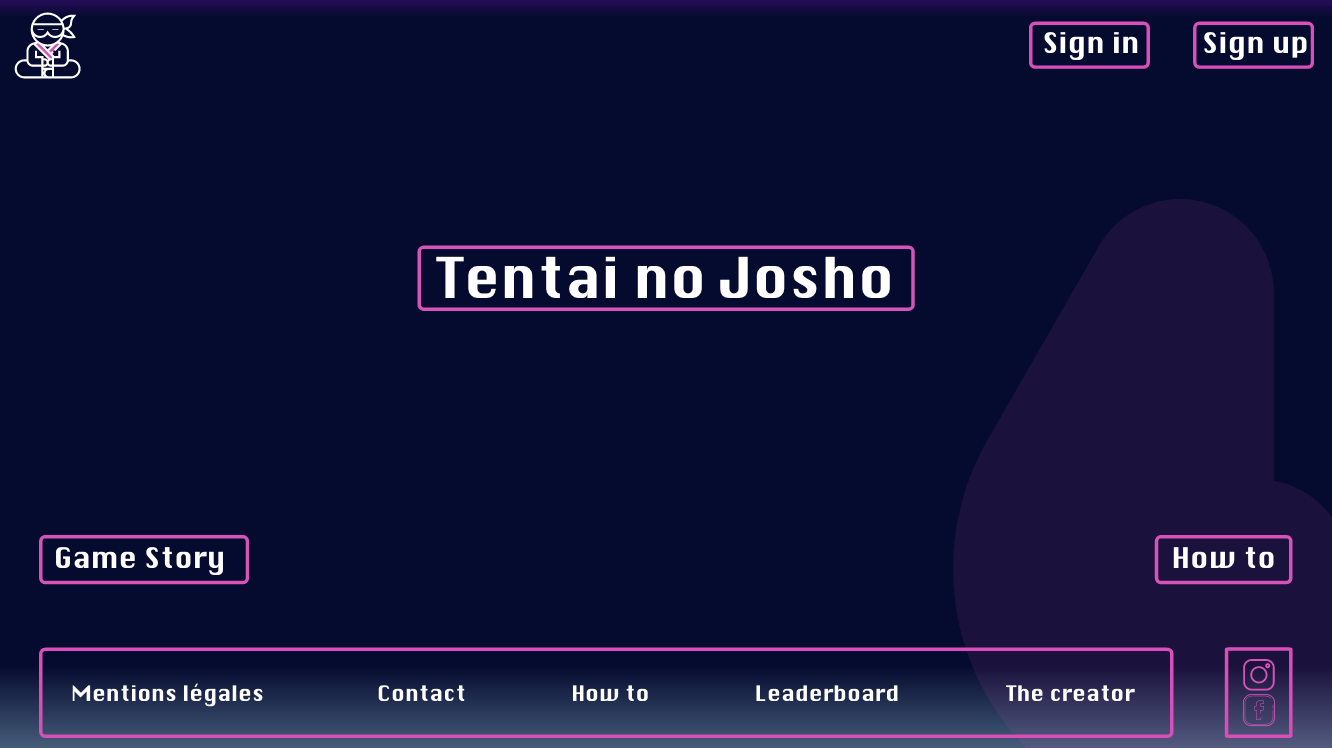 Sign in
Sign up
Tentai no Josho
Game Story
How to
Mentions légales
Contact
How to
Leaderboard
The creator